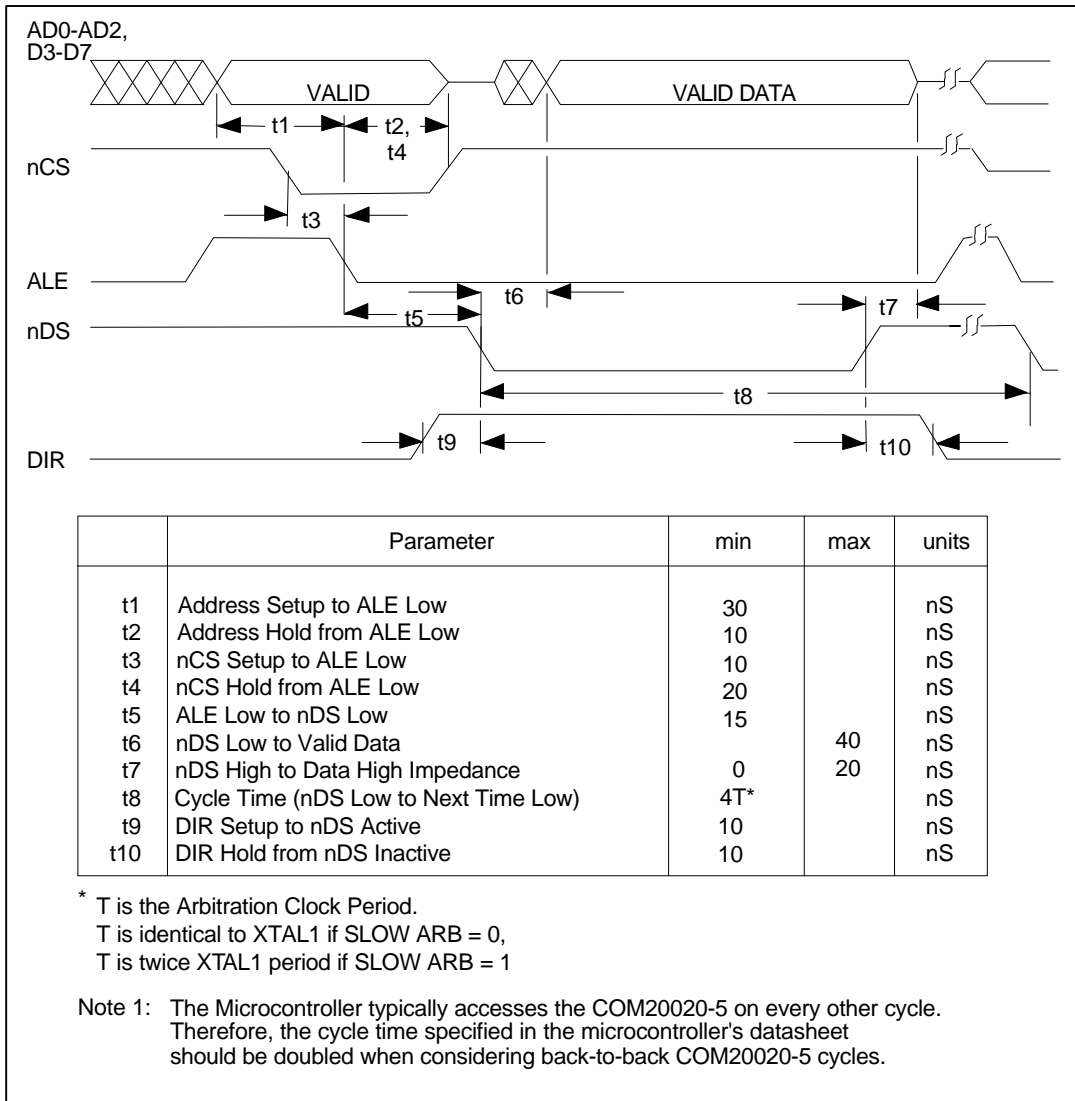 AD0-AD2,
D3-D7
VALID
VALID DATA
t1
t2,
t4
nCS
t3
ALE
t6
t7
t5
nDS
t8
t9
t10
DIR
Parameter min max units
t1 Address Setup to ALE Low 30 nS
t2 Address Hold from ALE Low 10 nS
t3 nCS Setup to ALE Low 10 nS
t4 nCS Hold from ALE Low 20 nS
t5 ALE Low to nDS Low 15 nS
t6 nDS Low to Valid Data 40 nS
t7 nDS High to Data High Impedance 0 20 nS
t8 Cycle Time (nDS Low to Next Time Low) 4T* nS
t9 DIR Setup to nDS Active 10 nS
t10 DIR Hold from nDS Inactive 10 nS
* T is the Arbitration Clock Period.
T is identical to XTAL1 if SLOW ARB = 0,
T is twice XTAL1 period if SLOW ARB = 1
Note 1: The Microcontroller typically accesses the COM20020-5 on every other cycle.
Therefore, the cycle time specified in the microcontroller's datasheet
should be doubled when considering back-to-back COM20020-5 cycles.